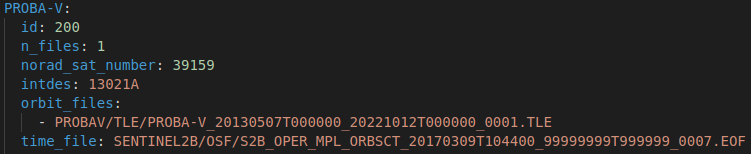 PROBA-V:
id: 200
n_files: 1
norad_sat_number: 39159
intdes: 13021A
orbit_files:
- PROBAV/TLE/PROBA-V_20130507T000000_20221012T000000_0001.TLE
time_file: SENTINEL2B/OSF/S2B_OPER_MPL_ORBSCT_20170309T104400_99999999T999999_0007.EOF